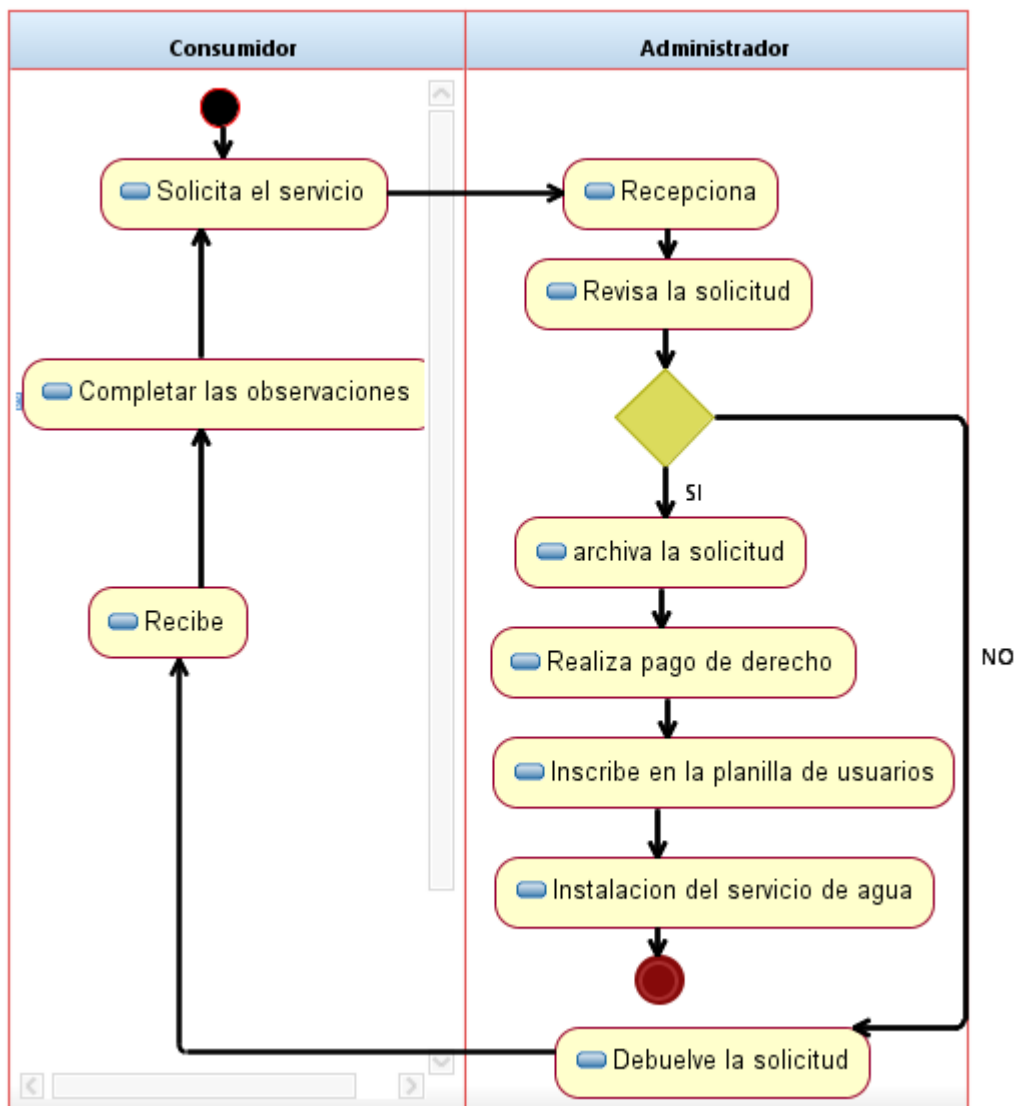 Consumidor
Administrador
Solicita el servicio
Recepciona
Revisa la solicitud
Completar las observaciones
SI
archiva la solicitud
Recibe
Realiza pago de derecho
NO
Inscribe en la planilla de usuarios
Instalacion del servicio de agua
Debuelve la solicitud